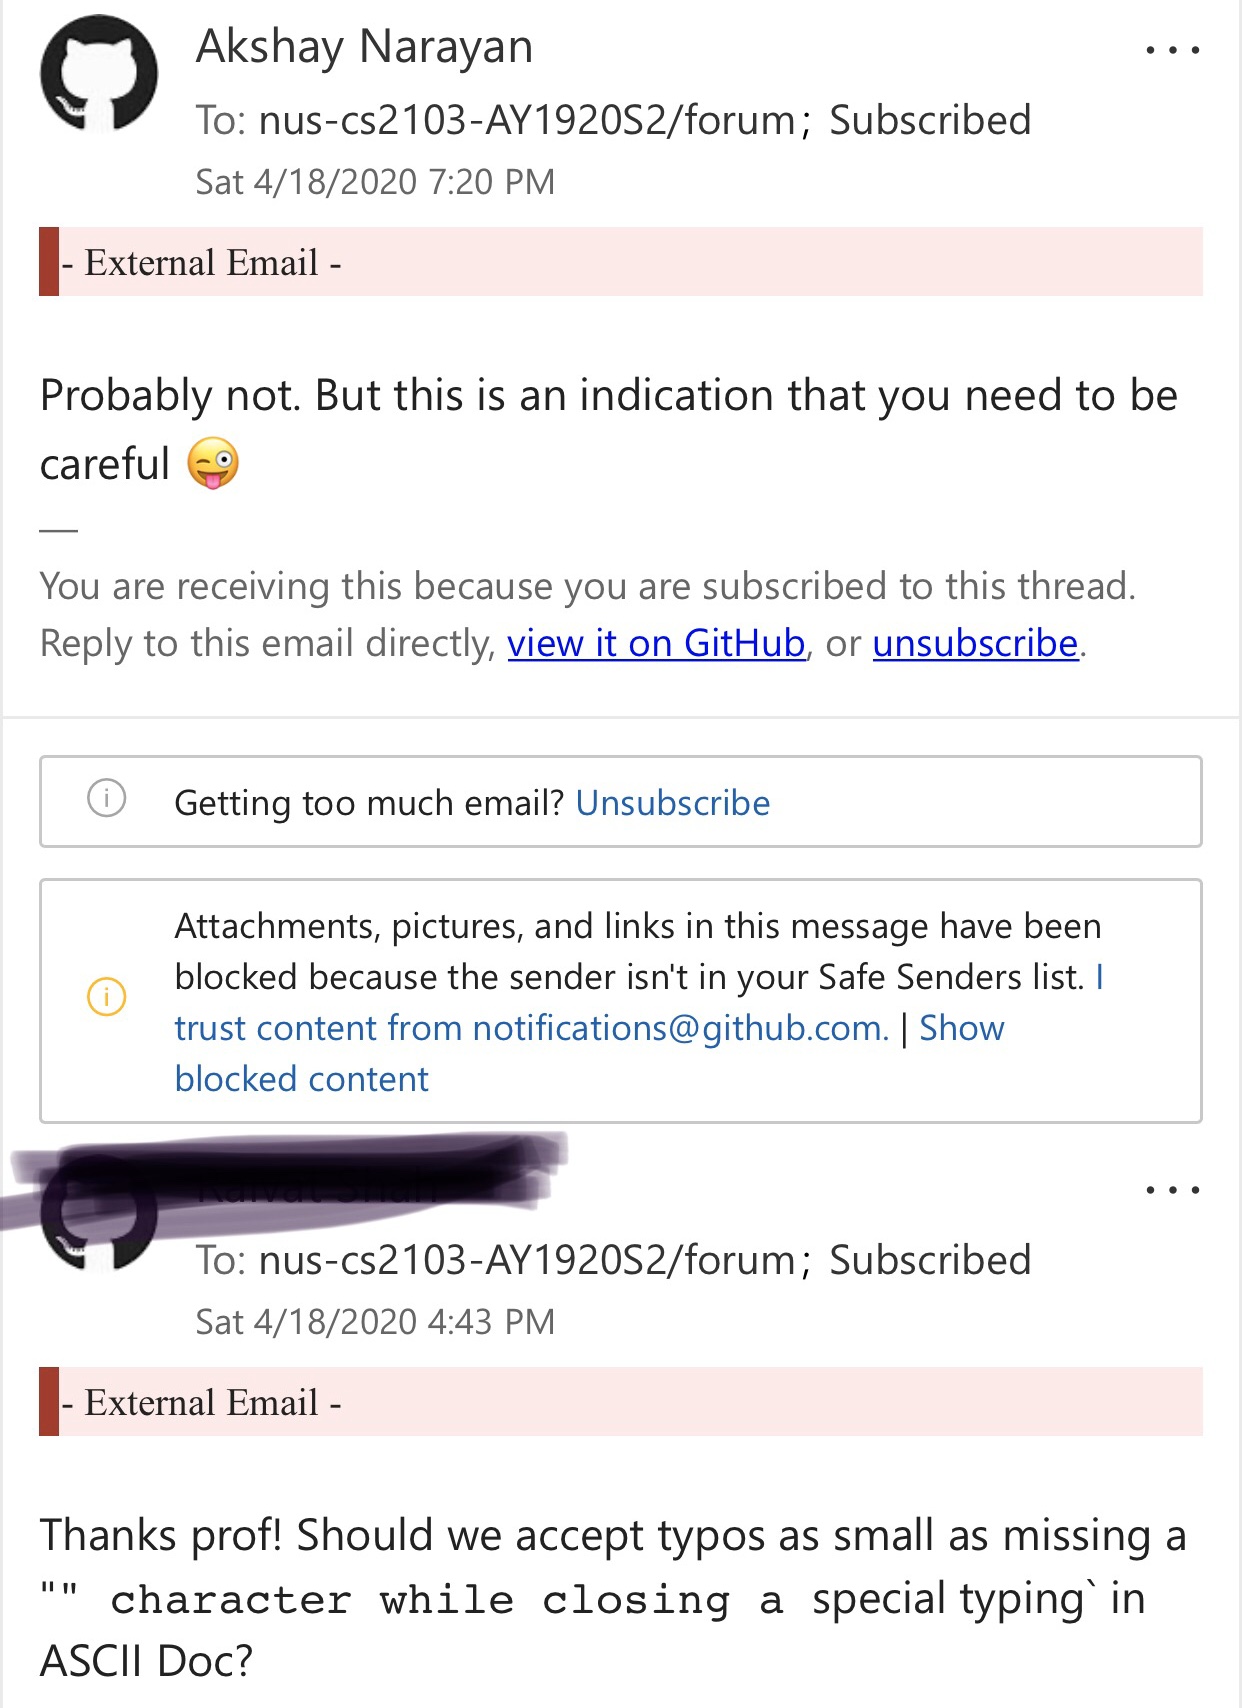 Akshay Narayan
To: nus-cs2103-AY1920S2/forum; Subscribed
Sat 4/18/2020 7:20 PM
- External Email -
Probably not. But this is an indication that you need to be
careful 😜
—
You are receiving this because you are subscribed to this thread.
Reply to this email directly, view it on GitHub, or unsubscribe.
Getting too much email? Unsubscribe
Attachments, pictures, and links in this message have been
blocked because the sender isn't in your Safe Senders list. I
trust content from notifications@github.com. | Show
blocked content
To: nus-cs2103-AY1920S2/forum; Subscribed
Sat 4/18/2020 4:43 PM
- External Email -
Thanks prof! Should we accept typos as small as missing a
"" character while closing a special typing` in
ASCII Doc?